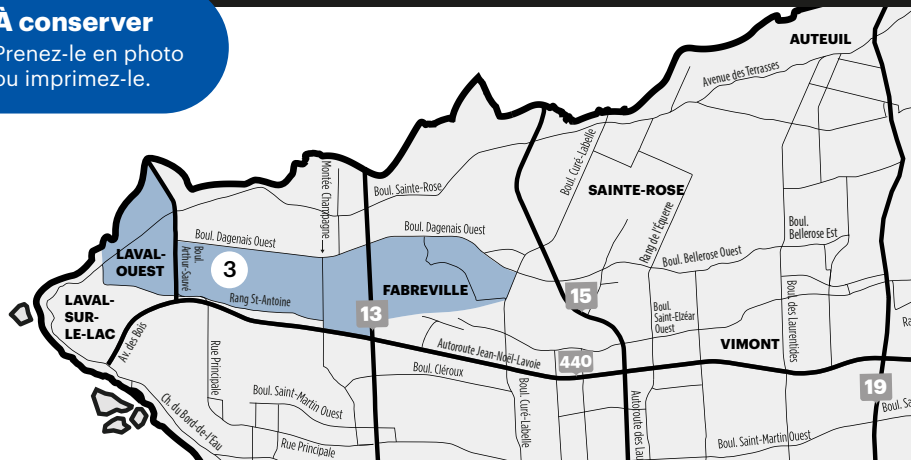 À conserver
Prenez-le en photo
ou imprimez-le.
AUTEUIL
Avenue des Terrasses
Boul. Curé-Labelle
Montée Champagne
Boul. Sainte-Rose
SAINTE-ROSE
Rang de l'Équerre
Boul. Dagenais Ouest
Boul. Dagenais Ouest
Boul.
Bellerose Est
Boul. Bellerose Ouest
LAVAL-
OUEST
Boul.
Arthur-Sauvé
3
FABREVILLE
15
Rang St-Antoine
13
LAVAL-
SUR-
LE-LAC
Boul.
Saint-Elzéar
Ouest
Boul. des Laurentides
Av. des Bois
Autoroute Jean-Noël-Lavoie
VIMONT
440
Rue Principale
Boul. Cléroux
19
Boul. Saint-Martin Ouest
Boul. Curé-Labelle
Ch. du Bord-de-l'Eau
Rue Principale
Boul. Saint-Martin Ouest
Autoroute des Lau
Boul. Sa
Ra